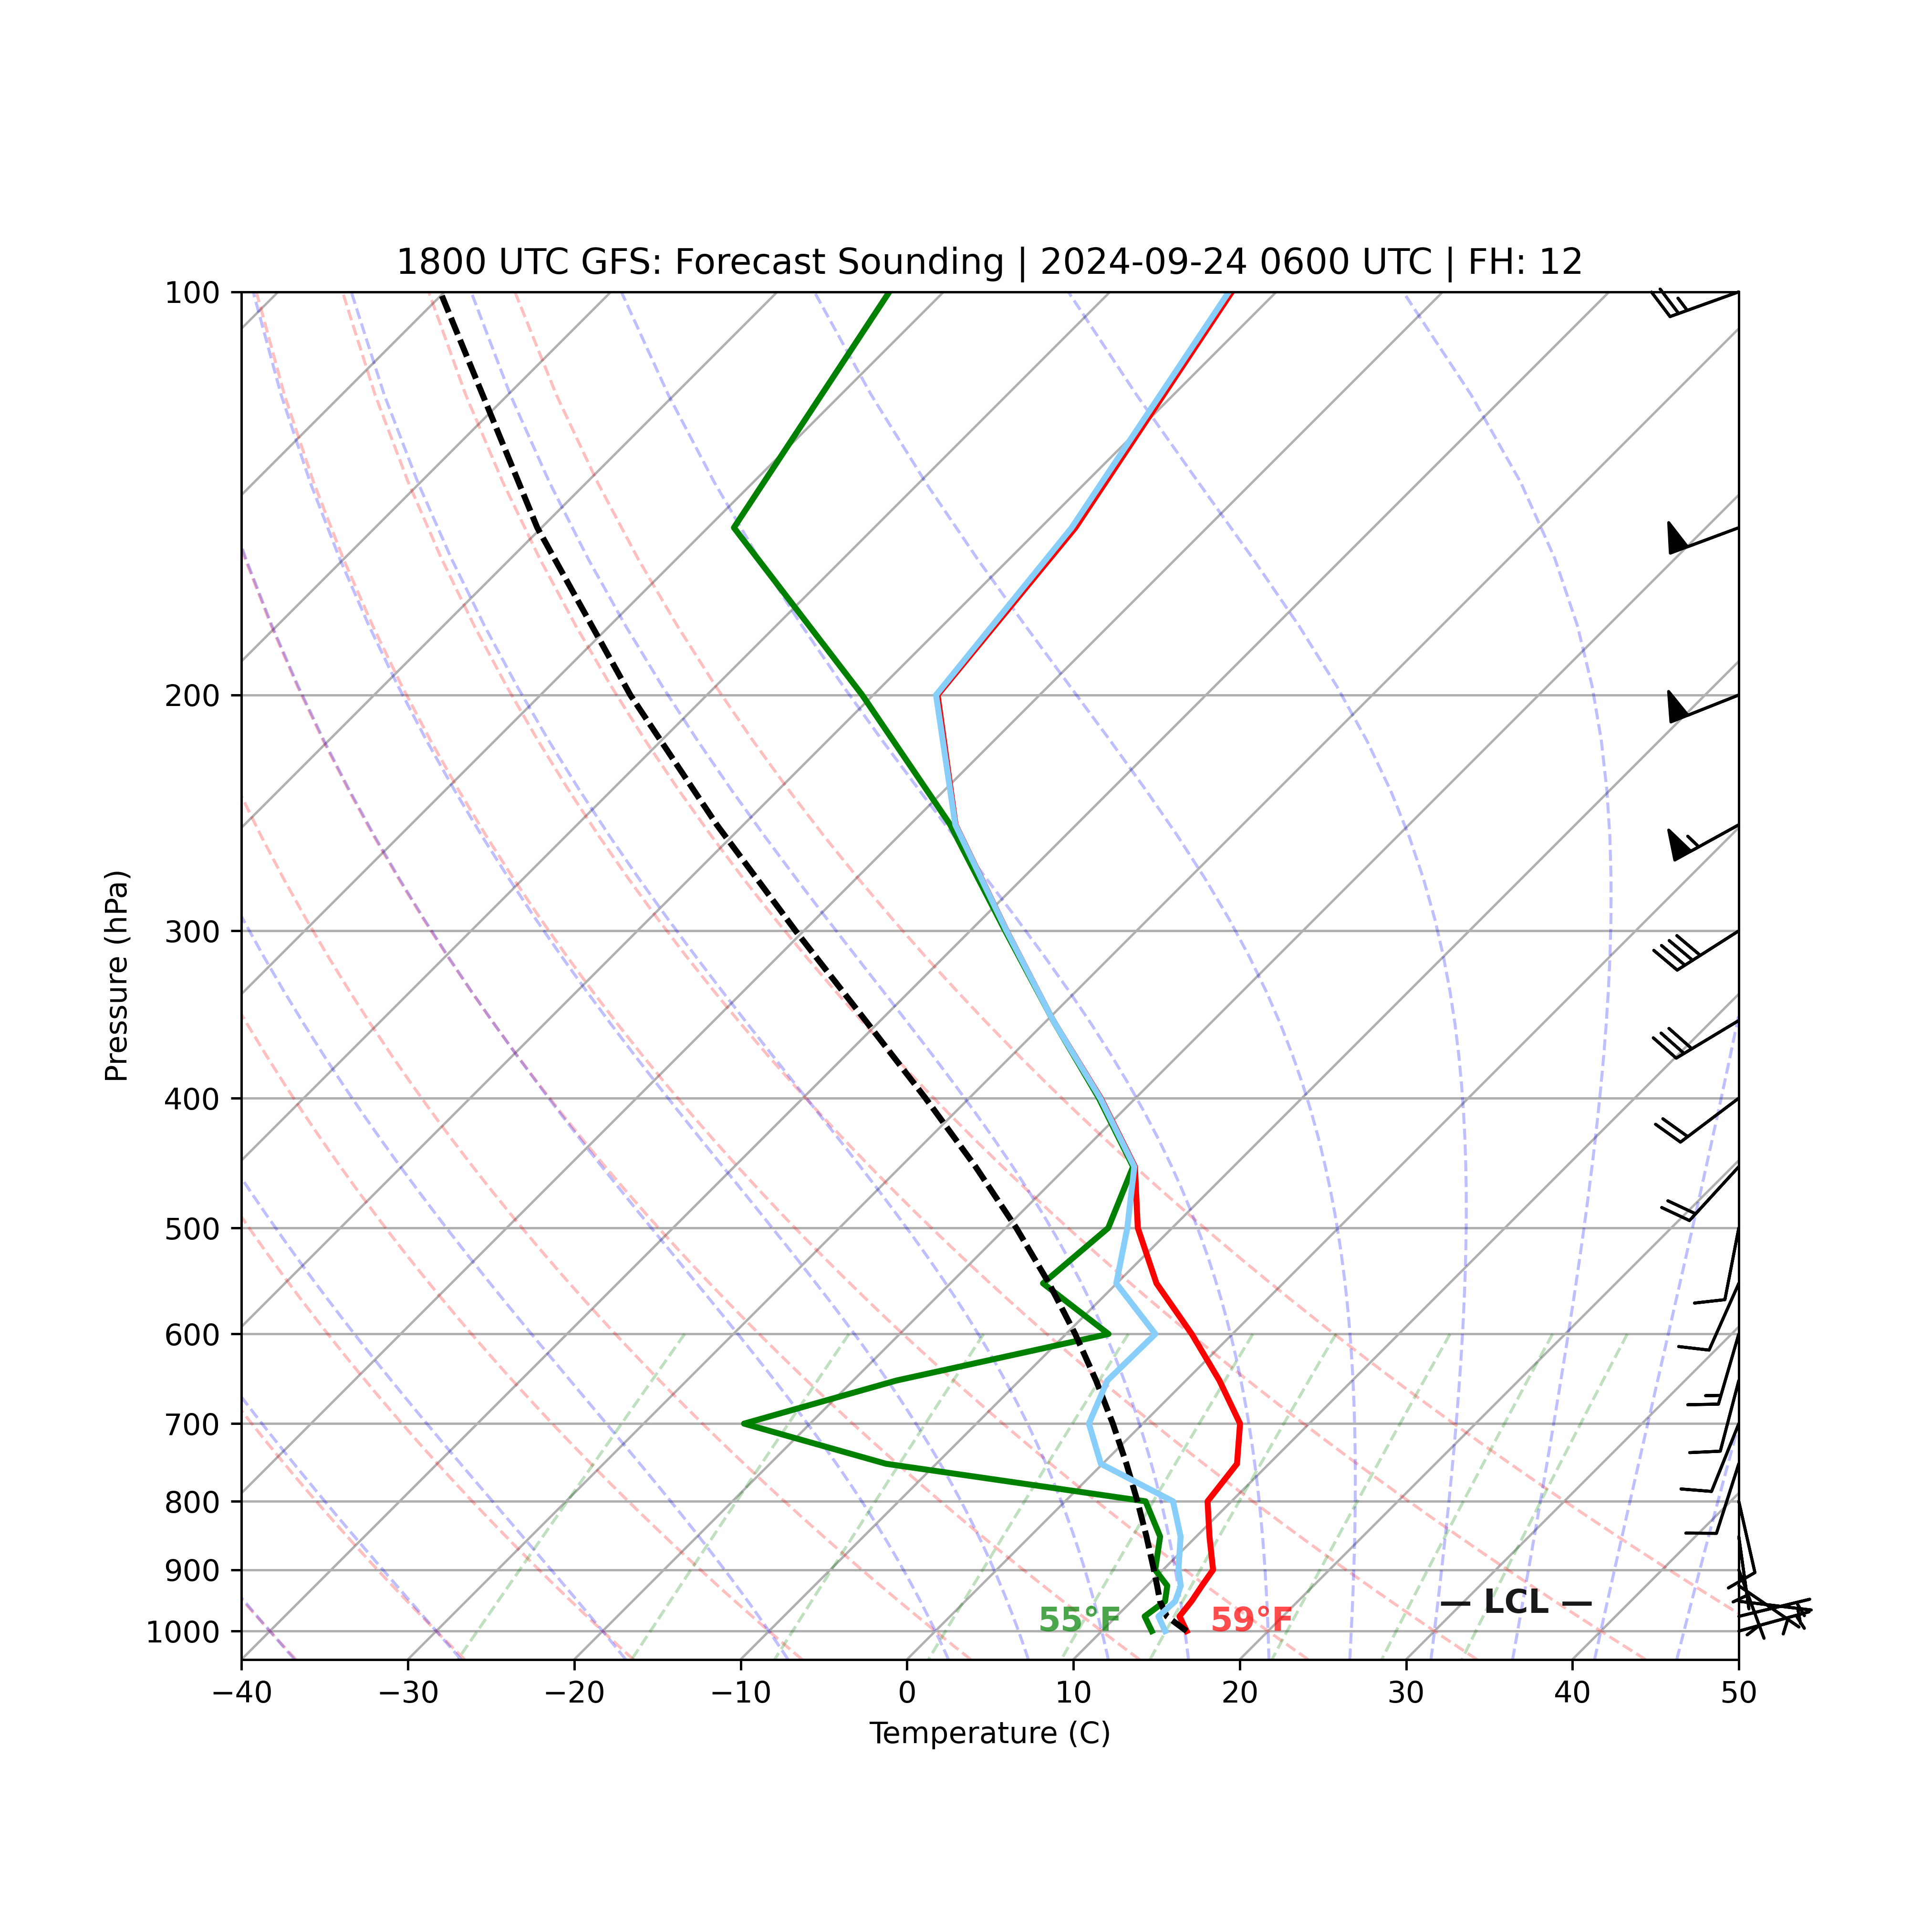 1800 UTC GFS: Forecast Sounding | 2024-09-24 0600 UTC | FH: 12
100
200
300
400
500
600
700
800
900
1000
Pressure (hPa)
55°F
59°F
— LCL —
−40 −30 −20 −10 0 10 20 30 40 50
Temperature (C)